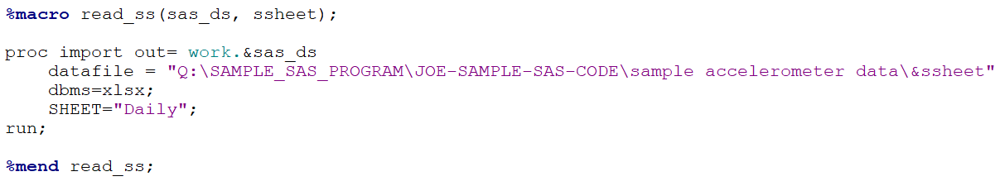 %macro read_ss(sas_ds, ssheet);
proc import out= work.&sas_ds
datafile = "Q:\SAMPLE_SAS_PROGRAM\JOE-SAMPLE-SAS-CODE\sample accelerometer data\&ssheet"
dbms=xlsx;
SHEET="Daily";
run;
%mend read_ss;